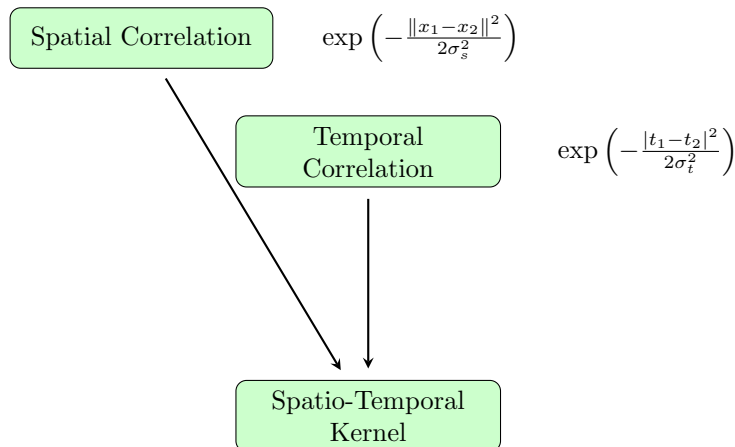 Spatial Correlation
exp(−‖x₁−x₂‖²/2σₛ²)
Temporal
Correlation
exp(−|t₁−t₂|²/2σₜ²)
Spatio-Temporal
Kernel